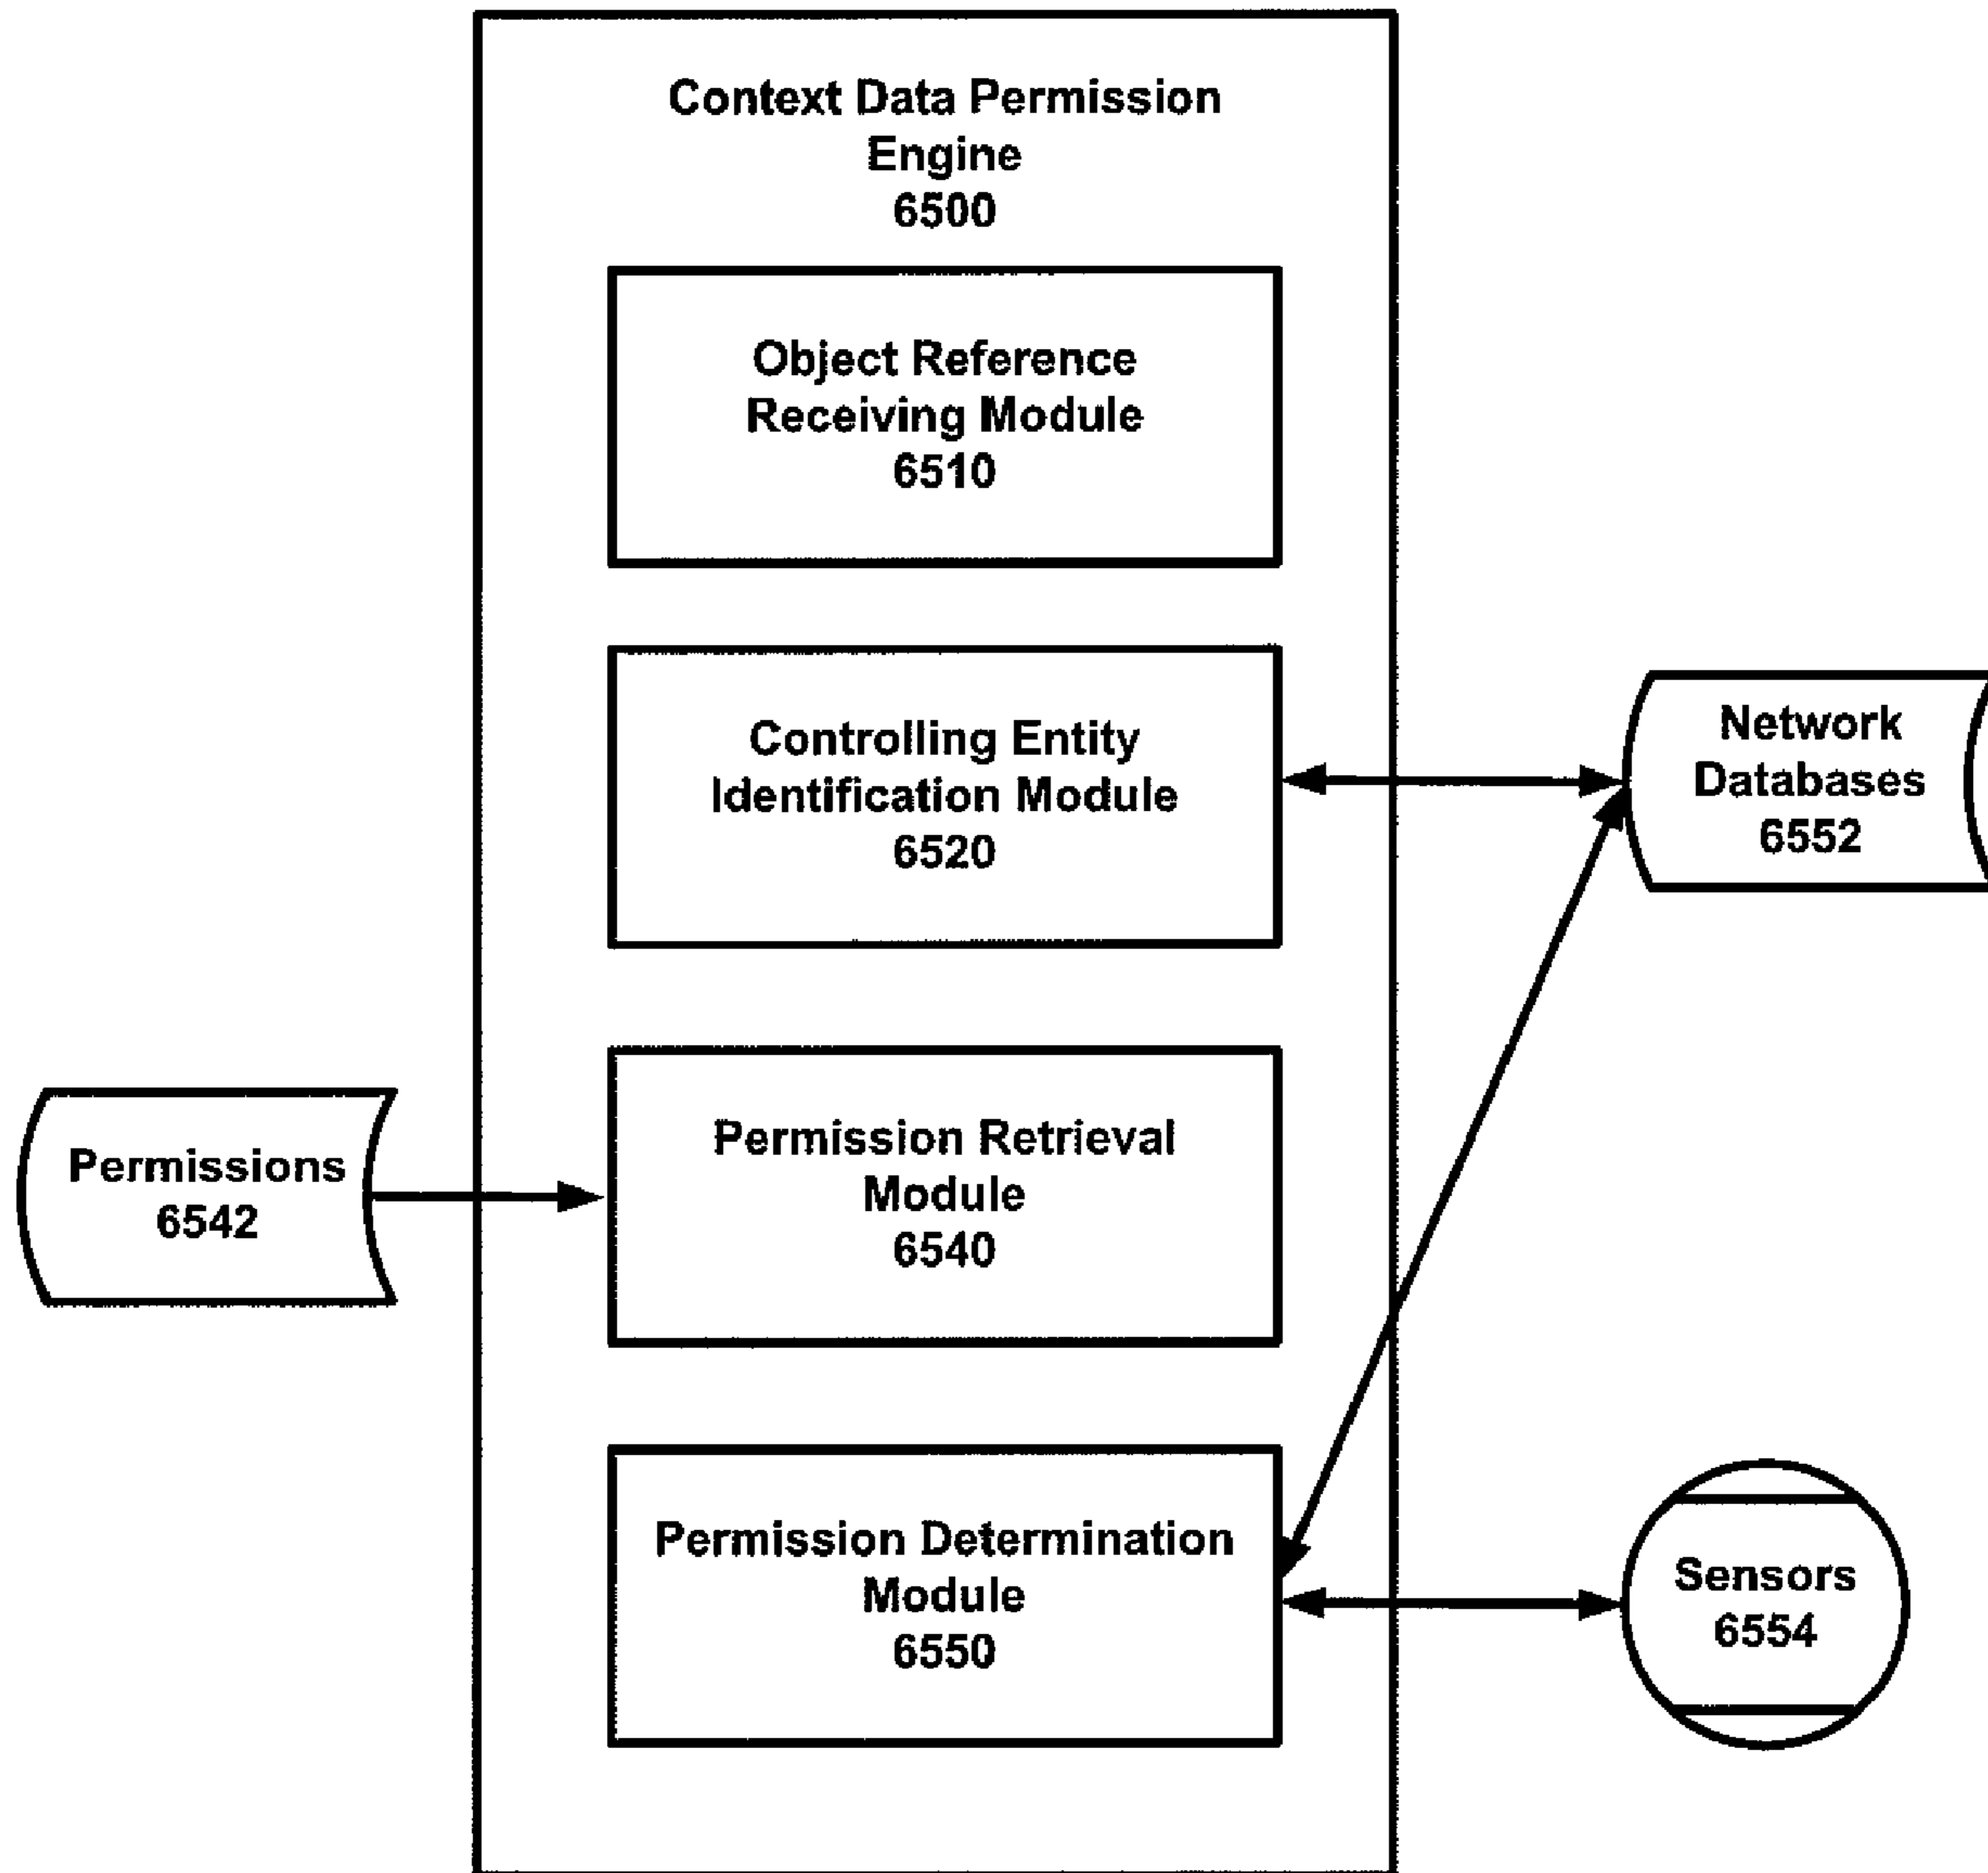 Context Data Permission
Engine
6500
Object Reference
Receiving Module
6510
Controlling Entity
Identification Module
6520
Network
Databases
6552
Permission Retrieval
Module
6540
Permissions
6542
Permission Determination
Module
6550
Sensors
6554